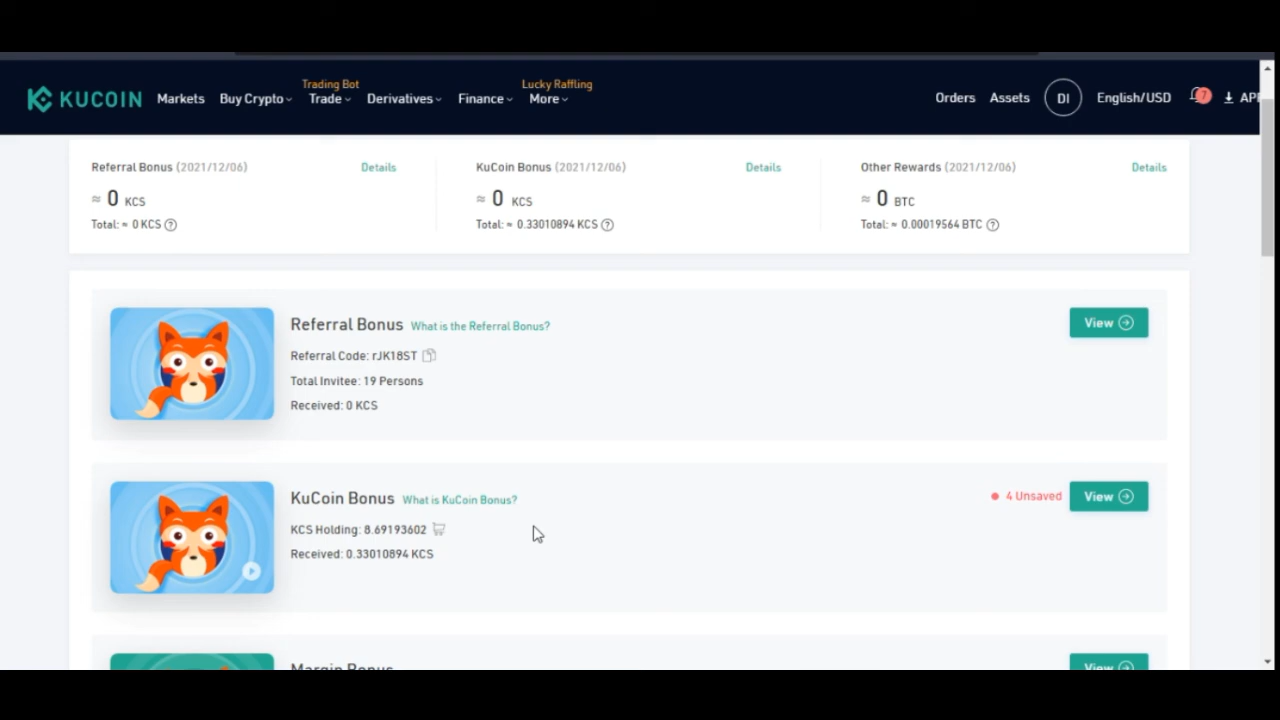 Trading Bot
Lucky Raffling
KUCOIN Markets Buy Crypto Trade Derivatives Finance More Orders Assets DI English/USD 7
Referral Bonus (2021/12/06) Details KuCoin Bonus (2021/12/06) Details Other Rewards (2021/12/06) Details
≈ 0 KCS ≈ 0 KCS ≈ 0 BTC
Total: ≈ 0 KCS ? Total: ≈ 0.33010894 KCS ? Total: ≈ 0.00019564 BTC ?
Referral Bonus What is the Referral Bonus? View
Referral Code: rJK18ST
Total Invitee: 19 Persons
Received: 0 KCS
KuCoin Bonus What is KuCoin Bonus? 4 Unsaved View
KCS Holding: 8.69193602
Received: 0.33010894 KCS
Margin Bonus View